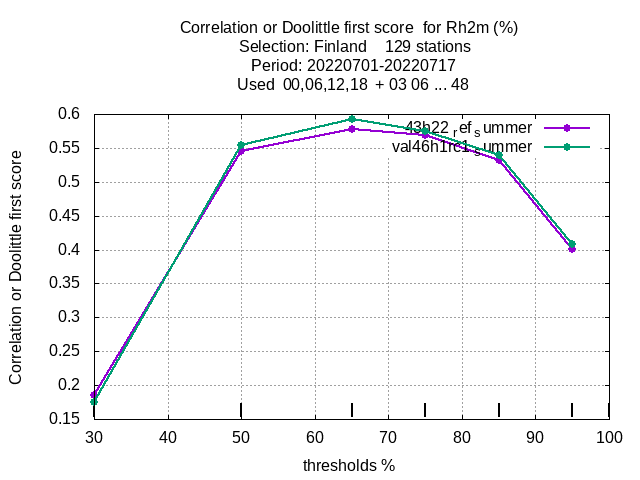 Correlation or Doolittle first score  for Rh2m (%)
Selection: Finland    129 stations
Period: 20220701-20220717
Used  00,06,12,18  + 03 06 ... 48
43h22_ref_summer
val46h1rc1_summer
0.6
0.55
0.5
0.45
0.4
0.35
0.3
0.25
0.2
0.15
Correlation or Doolittle first score
30 40 50 60 70 80 90 100
thresholds %